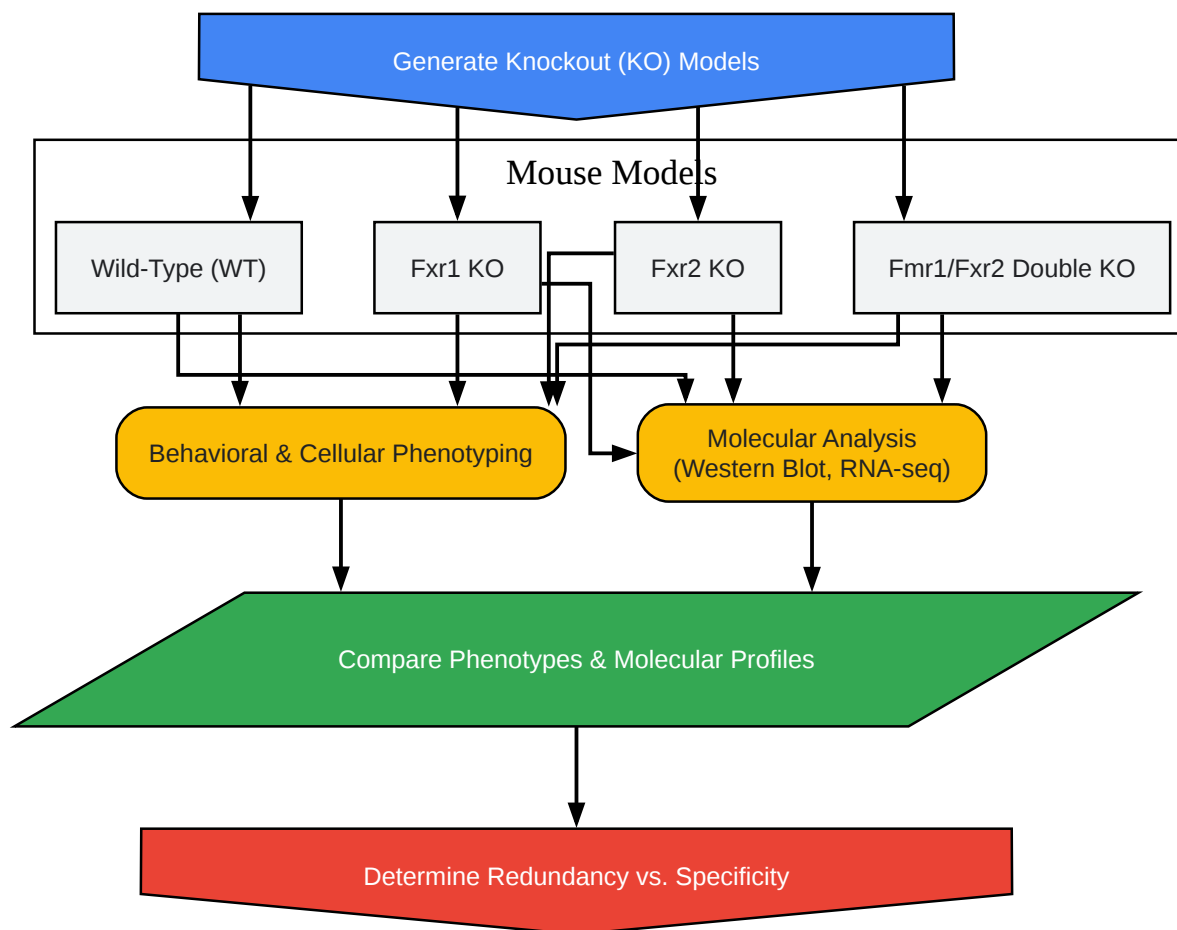 Generate Knockout (KO) Models
Mouse Models
Wild-Type (WT)
Fxr1 KO
Fxr2 KO
Fmr1/Fxr2 Double KO
Behavioral & Cellular Phenotyping
Molecular Analysis
(Western Blot, RNA-seq)
Compare Phenotypes & Molecular Profiles
Determine Redundancy vs. Specificity